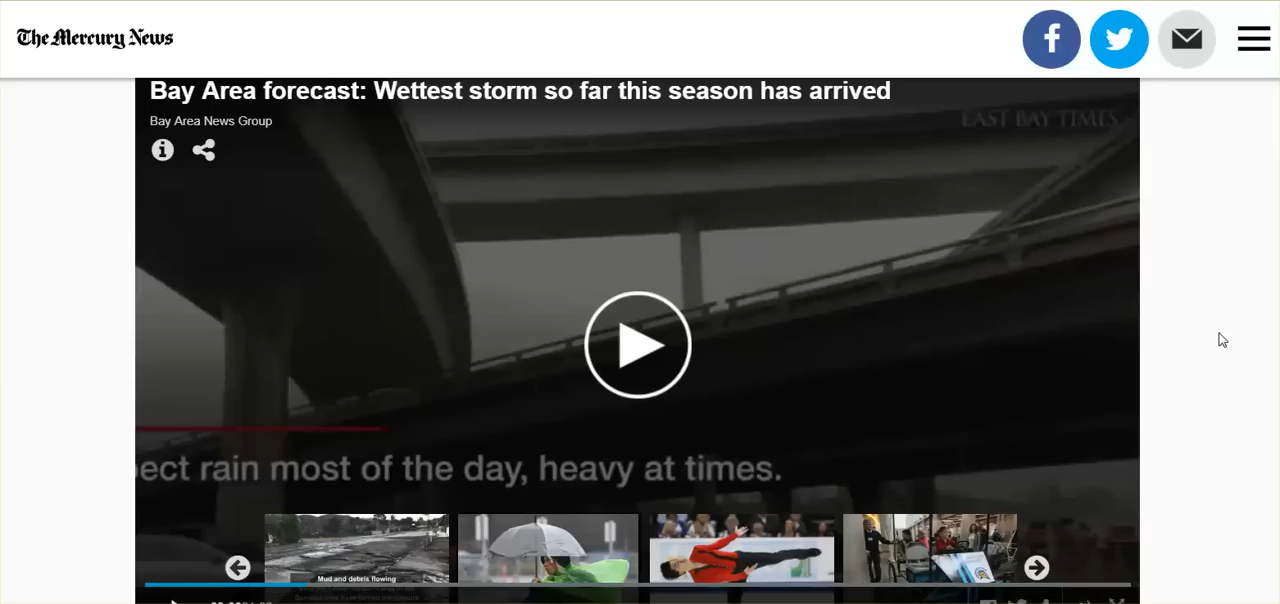 The Mercury News
Bay Area forecast: Wettest storm so far this season has arrived
Bay Area News Group
EAST BAY TIMES
pect rain most of the day, heavy at times.
Mud and debris flowing